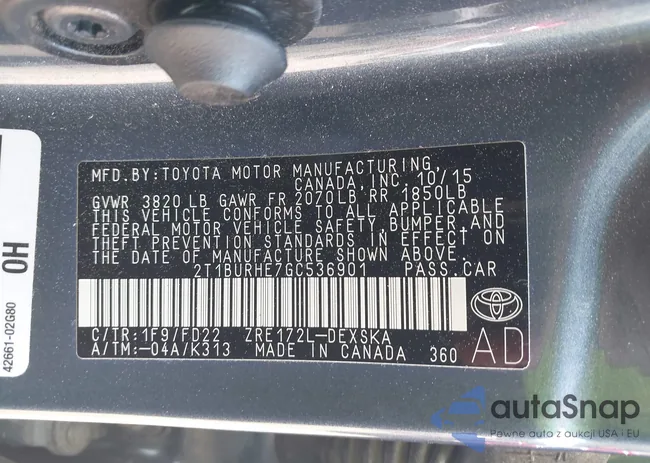 MFD.BY:TOYOTA MOTOR MANUFACTURING,
CANADA, INC. 10/15
GVWR 3820 LB GAWR FR 2070LB RR 1850LB
THIS VEHICLE CONFORMS TO ALL APPLICABLE
FEDERAL MOTOR VEHICLE SAFETY,BUMPER,AND
THEFT PREVENTION STANDARDS IN EFFECT ON
THE DATE OF MANUFACTURE SHOWN ABOVE.
2T1BURHE7GC536901 PASS.CAR
C/TR:1F9/FD22 ZRE172L-DEXSKA
A/TM:-04A/K313 MADE IN CANADA 360
AD
0H
42661-02G80
autoSnap
Pewne auto z aukcji USA i EU